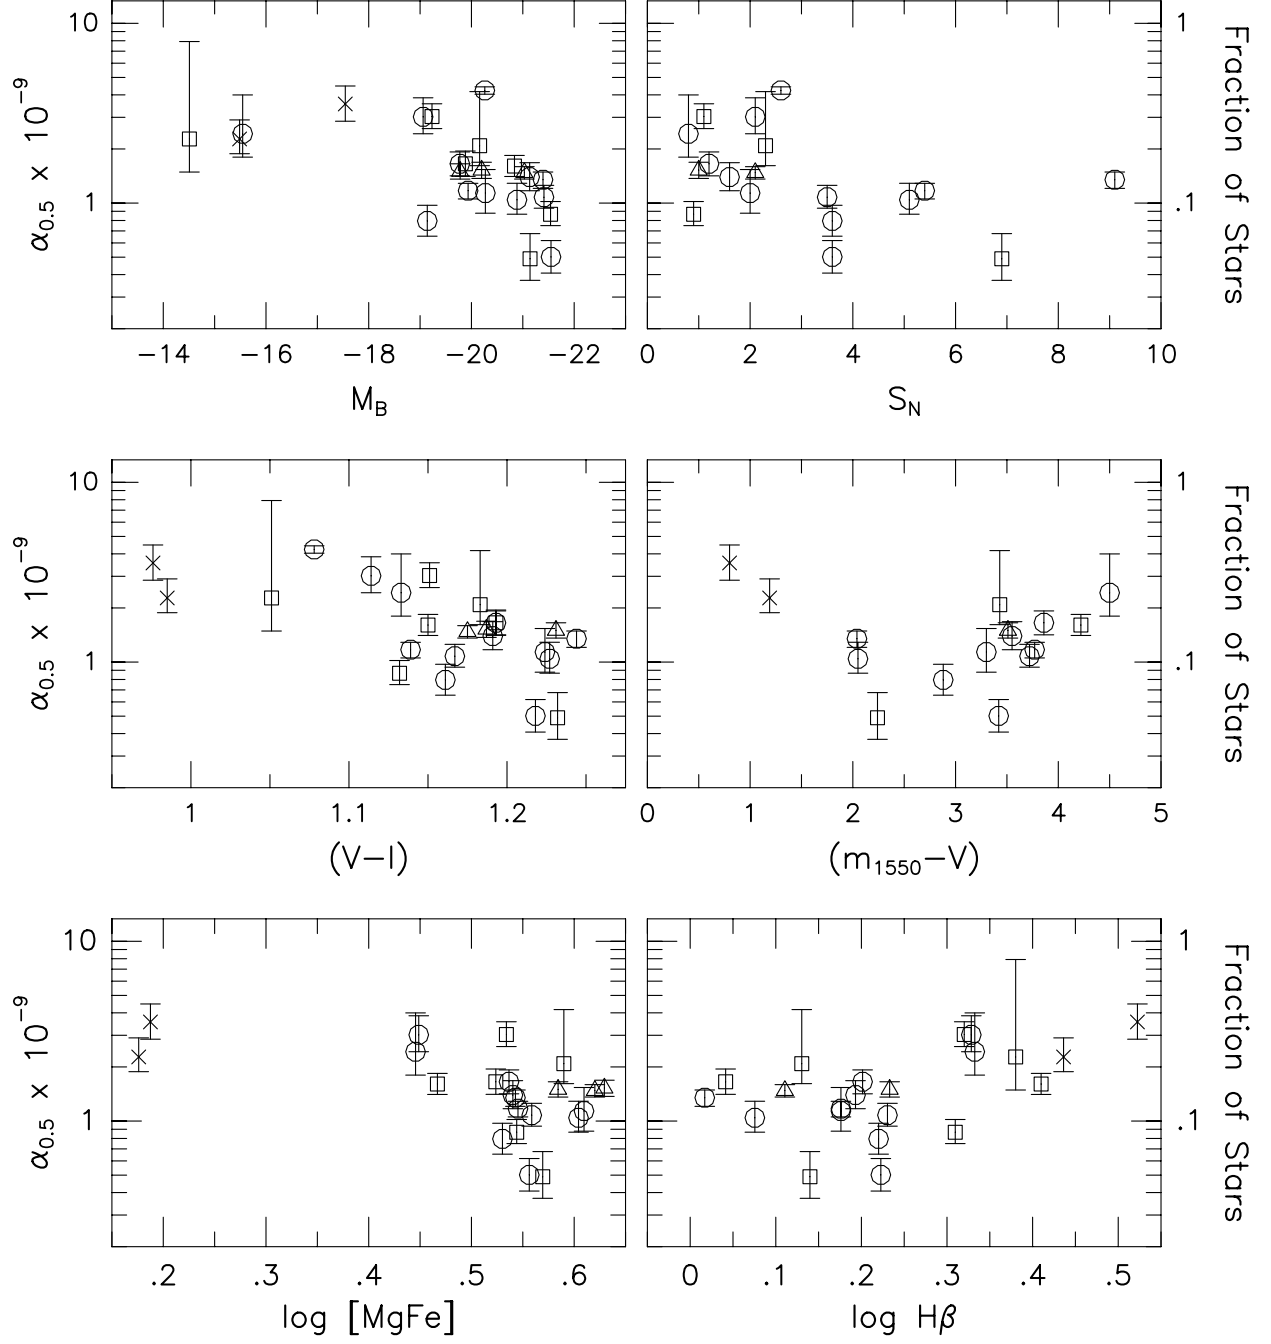 10
1
α0.5 × 10−9
−14 −16 −18 −20 −22
MB
0 2 4 6 8 10
SN
1
.1
Fraction of Stars
10
1
α0.5 × 10−9
1 1.1 1.2
(V−I)
0 1 2 3 4 5
(m1550−V)
1
.1
Fraction of Stars
10
1
α0.5 × 10−9
.2 .3 .4 .5 .6
log [MgFe]
0 .1 .2 .3 .4 .5
log Hβ
1
.1
Fraction of Stars